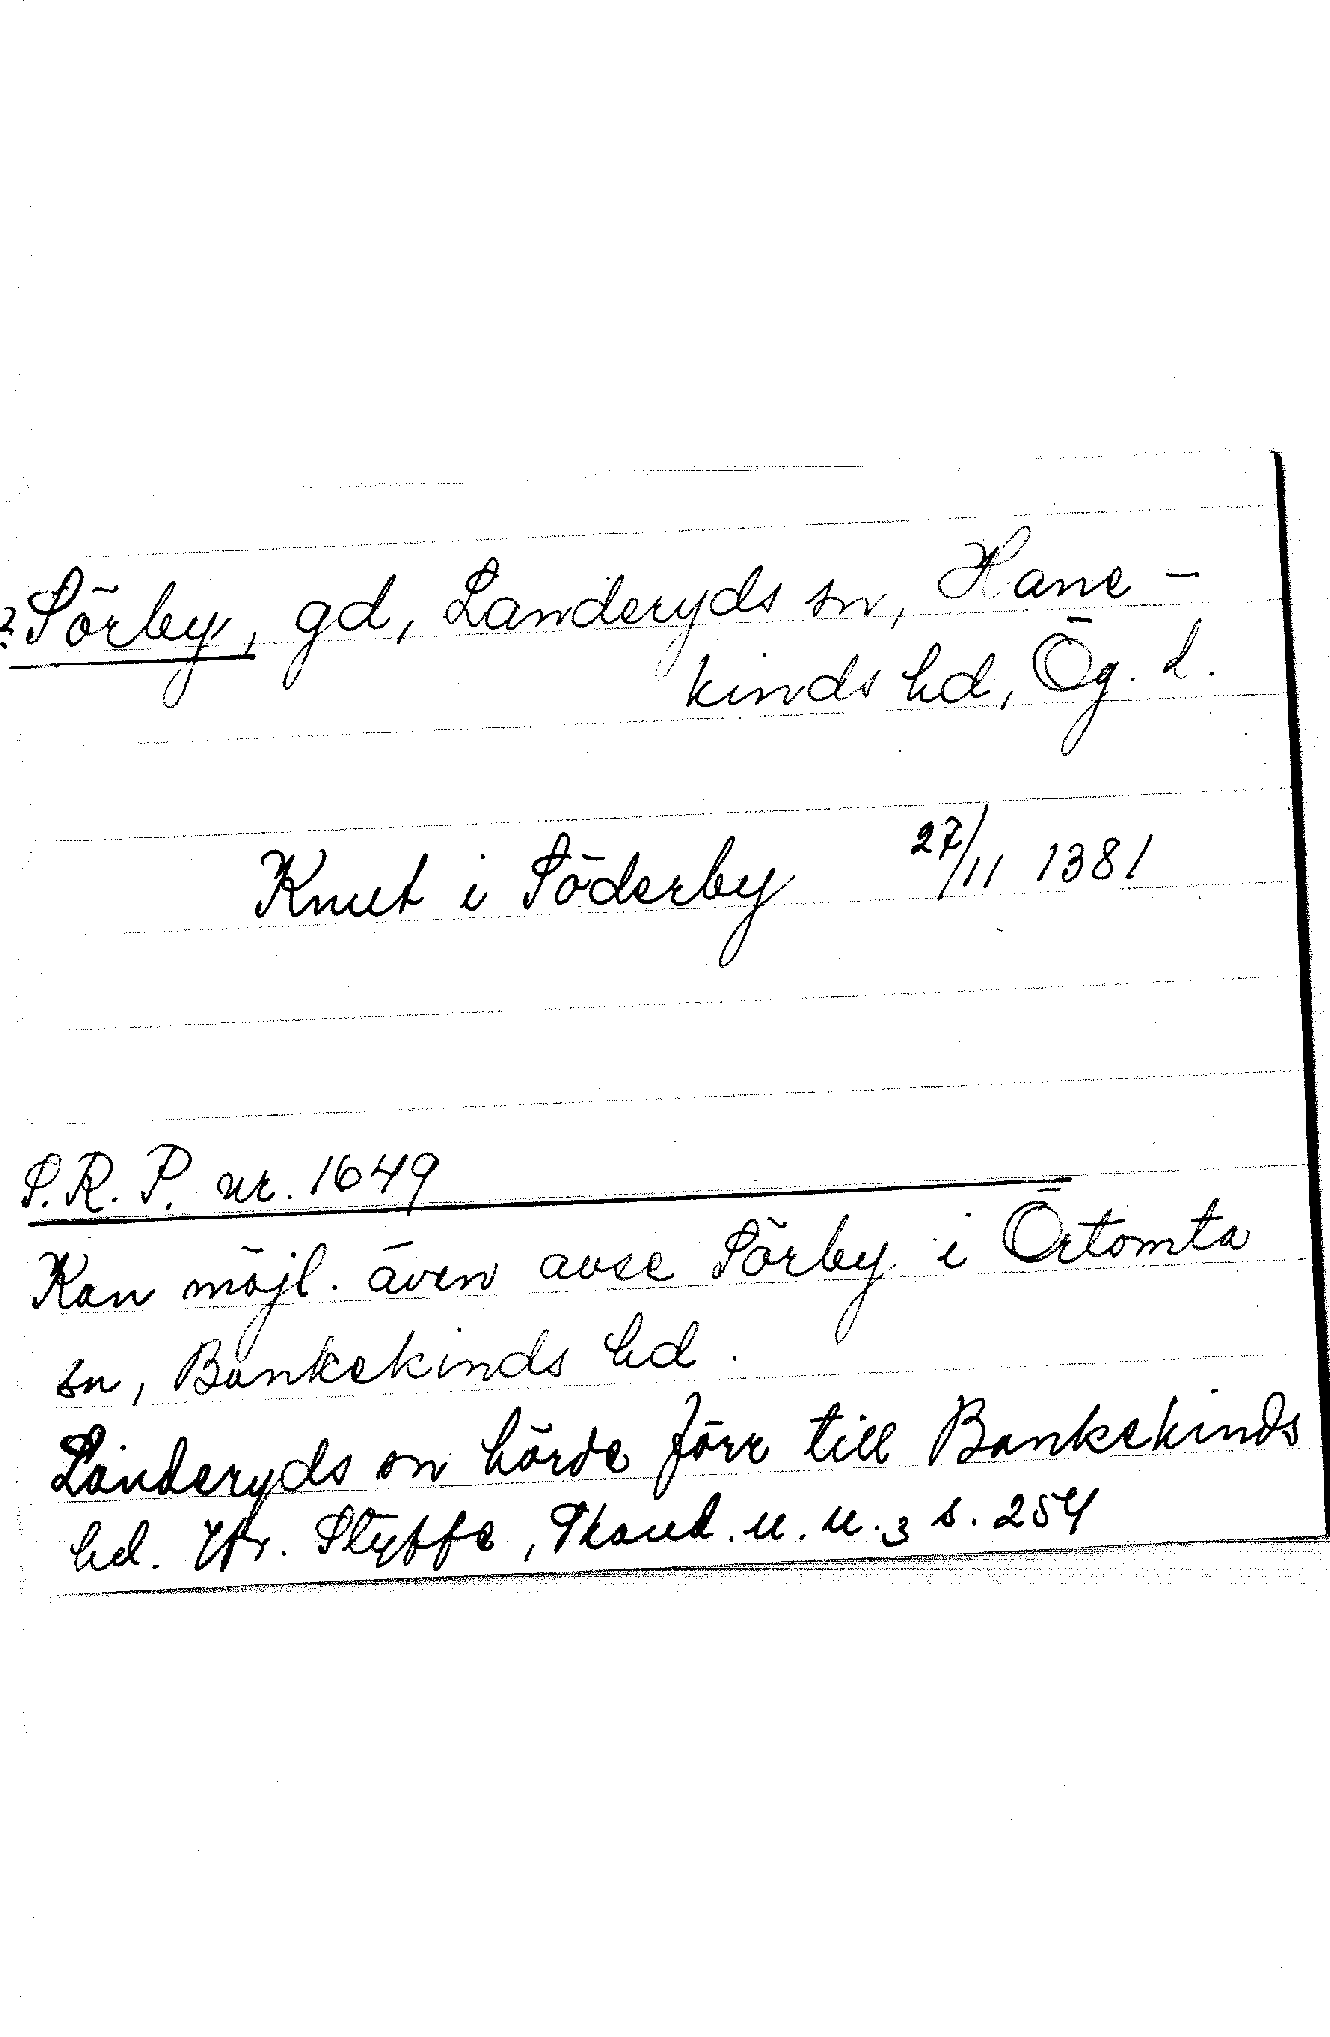 ? Sörby, gd, Landeryds sn, Hane-
kinds hd, Ög. l.
Knut i Söderby 27/11 1381
S.R.P. nr. 1649
Kan möjl. även avse Sörby i Örtomta
sn, Bankekinds hd.
Landeryds sn hörde förr till Bankekinds
hd. Jfr. Styffe, Skand. u. u. 3 s. 254